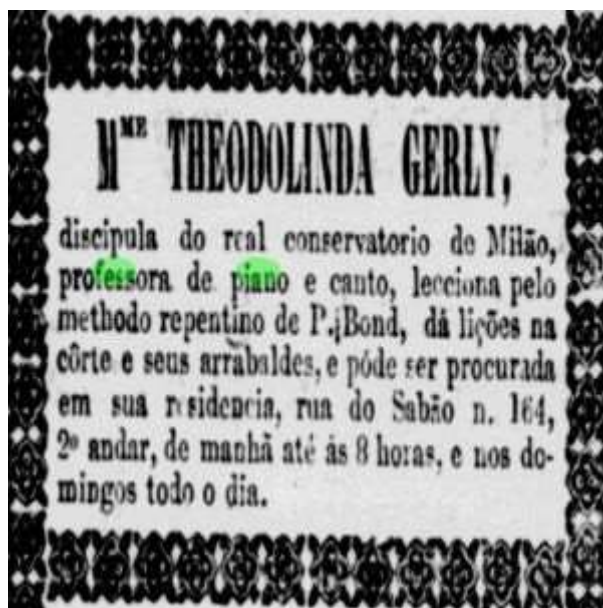 Mᵐᵉ THEODOLINDA GERLY,
discipula do real conservatorio de Milão,
professora de piano e canto, lecciona pelo
methodo repentino de P. Bond, dá lições na
côrte e seus arrabaldes, e póde ser procurada
em sua residencia, rua do Sabão n. 164,
2º andar, de manhã até ás 8 horas, e nos do-
mingos todo o dia.